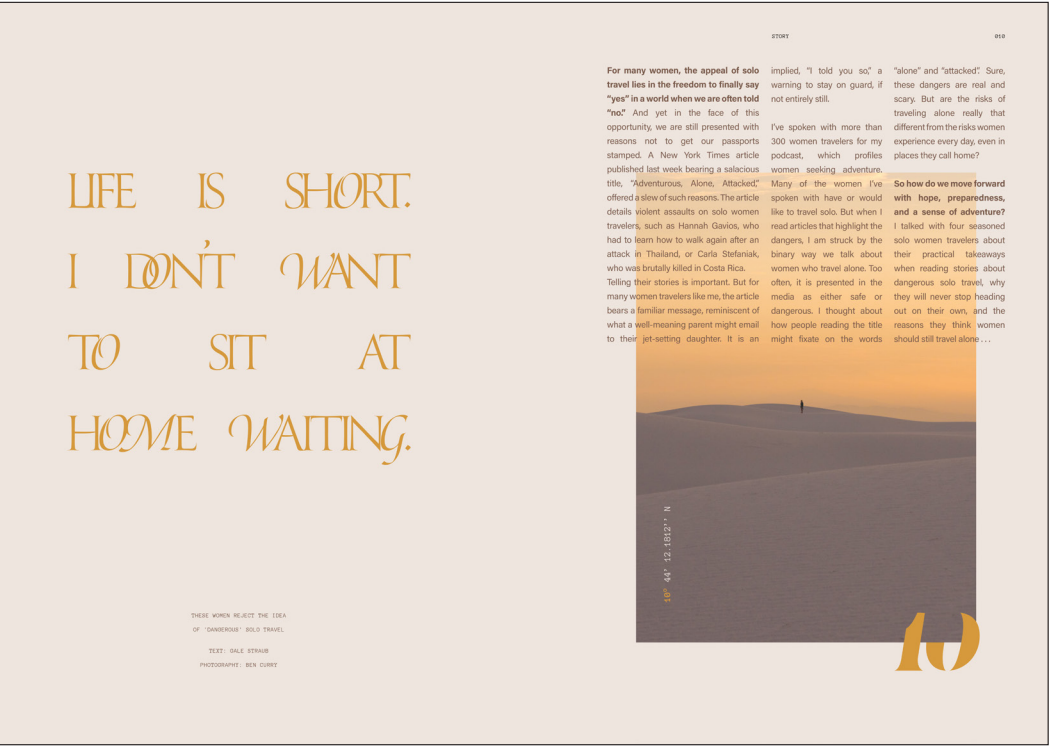 LIFE IS SHORT.
I DON'T WANT
TO SIT AT
HOME WAITING.
THERE WOMEN REJECT THE IDEA
OF 'DANGEROUS' SOLO TRAVEL
TEXT: GALE STRAUB
PHOTOGRAPHY: BEN CURRY
STORY
010
For many women, the appeal of solo
travel lies in the freedom to finally say
“yes” in a world when we are often told
“no.” And yet in the face of this
opportunity, we are still presented with
reasons not to get our passports
stamped. A New York Times article
published last week bearing a salacious
title, “Adventurous, Alone, Attacked,”
offered a slew of such reasons. The article
details violent assaults on solo women
travelers, such as Hannah Gavios, who
had to learn how to walk again after an
attack in Thailand, or Carla Stefaniak,
who was brutally killed in Costa Rica.
Telling their stories is important. But for
many women travelers like me, the article
bears a familiar message, reminiscent of
what a well-meaning parent might email
to their jet-setting daughter. It is an
implied, “I told you so,” a
warning to stay on guard, if
not entirely still.
I’ve spoken with more than
300 women travelers for my
podcast, which profiles
women seeking adventure.
Many of the women I’ve
spoken with have or would
like to travel solo. But when I
read articles that highlight the
dangers, I am struck by the
binary way we talk about
women who travel alone. Too
often, it is presented in the
media as either safe or
dangerous. I thought about
how people reading the title
might fixate on the words
“alone” and “attacked”. Sure,
these dangers are real and
scary. But are the risks of
traveling alone really that
different from the risks women
experience every day, even in
places they call home?
So how do we move forward
with hope, preparedness,
and a sense of adventure?
I talked with four seasoned
solo women travelers about
their practical takeaways
when reading stories about
dangerous solo travel, why
they will never stop heading
out on their own, and the
reasons they think women
should still travel alone . . .
10° 44' 12.1812'' N
10